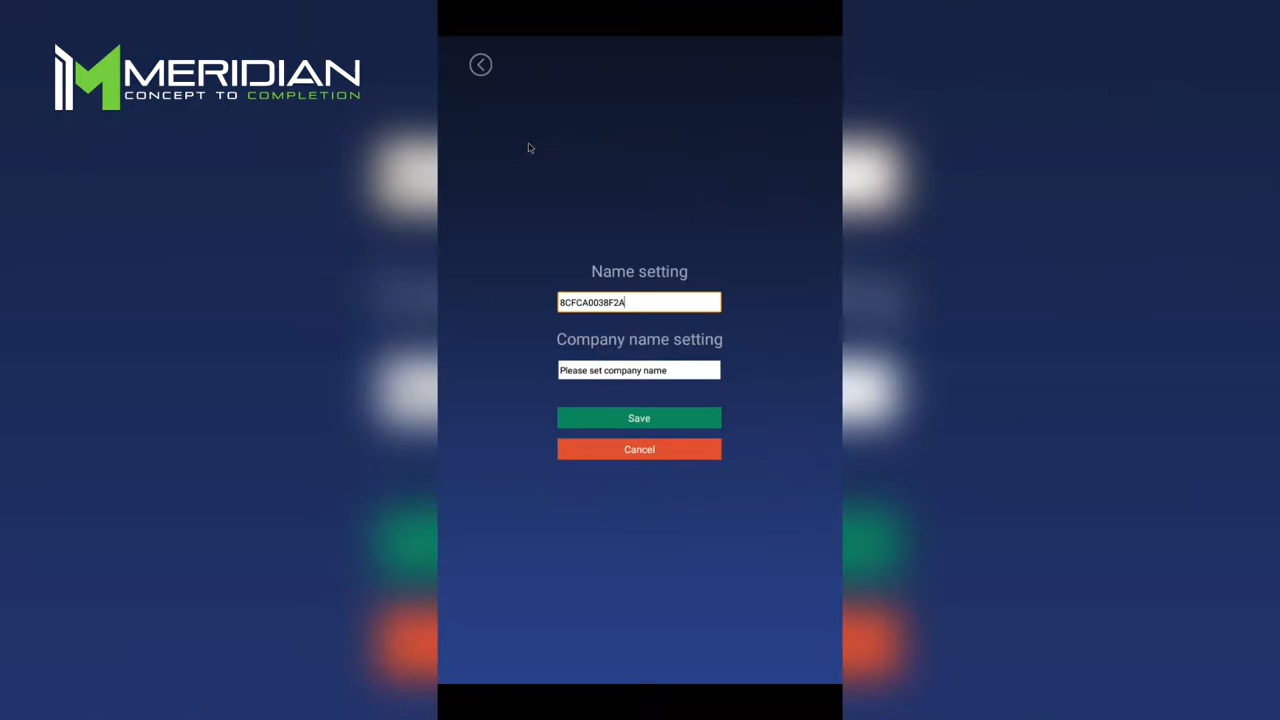 MERIDIAN
CONCEPT TO COMPLETION
Name setting
8CFCA0038F2A
Company name setting
Please set company name
Save
Cancel